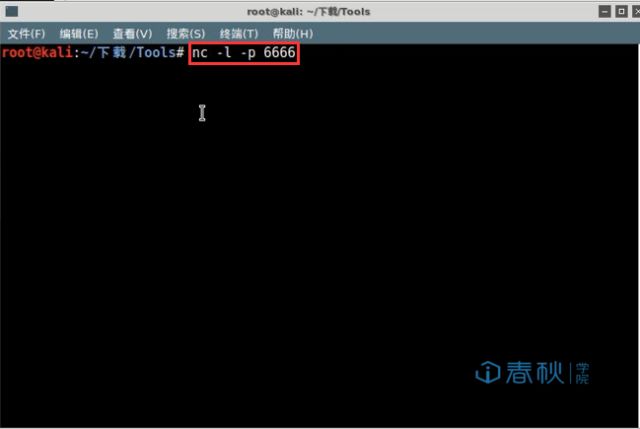 root@kali: ~/下载/Tools
文件(F) 编辑(E) 查看(V) 搜索(S) 终端(T) 帮助(H)
root@kali:~/下载/Tools# nc -l -p 6666
春秋学院